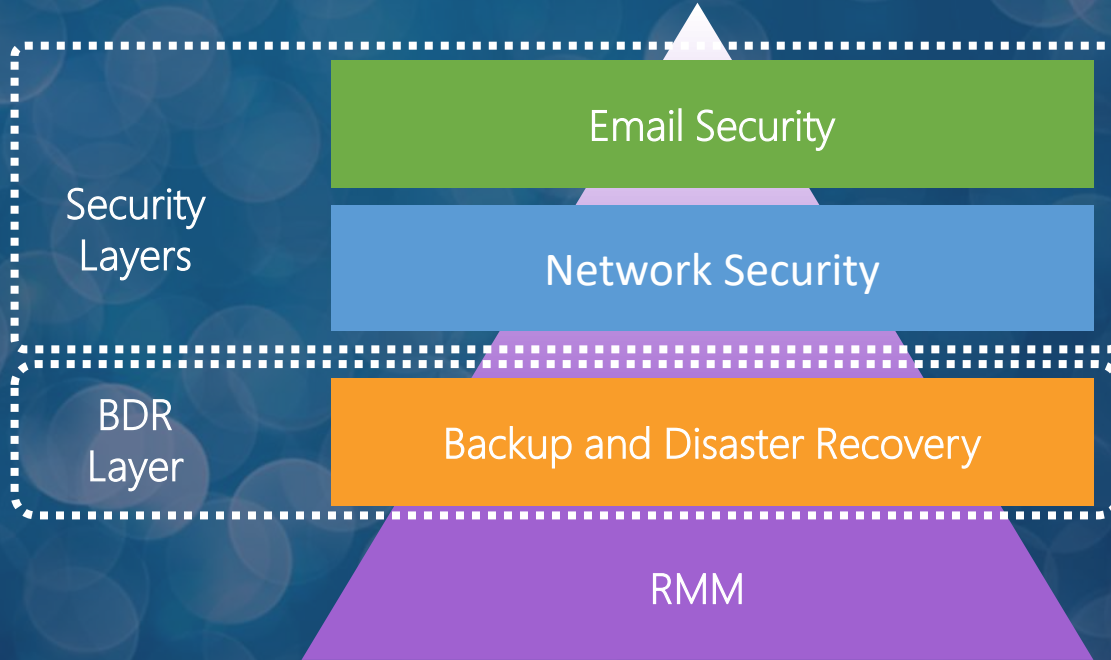 Email Security
Security
Layers
Network Security
BDR
Layer
Backup and Disaster Recovery
RMM